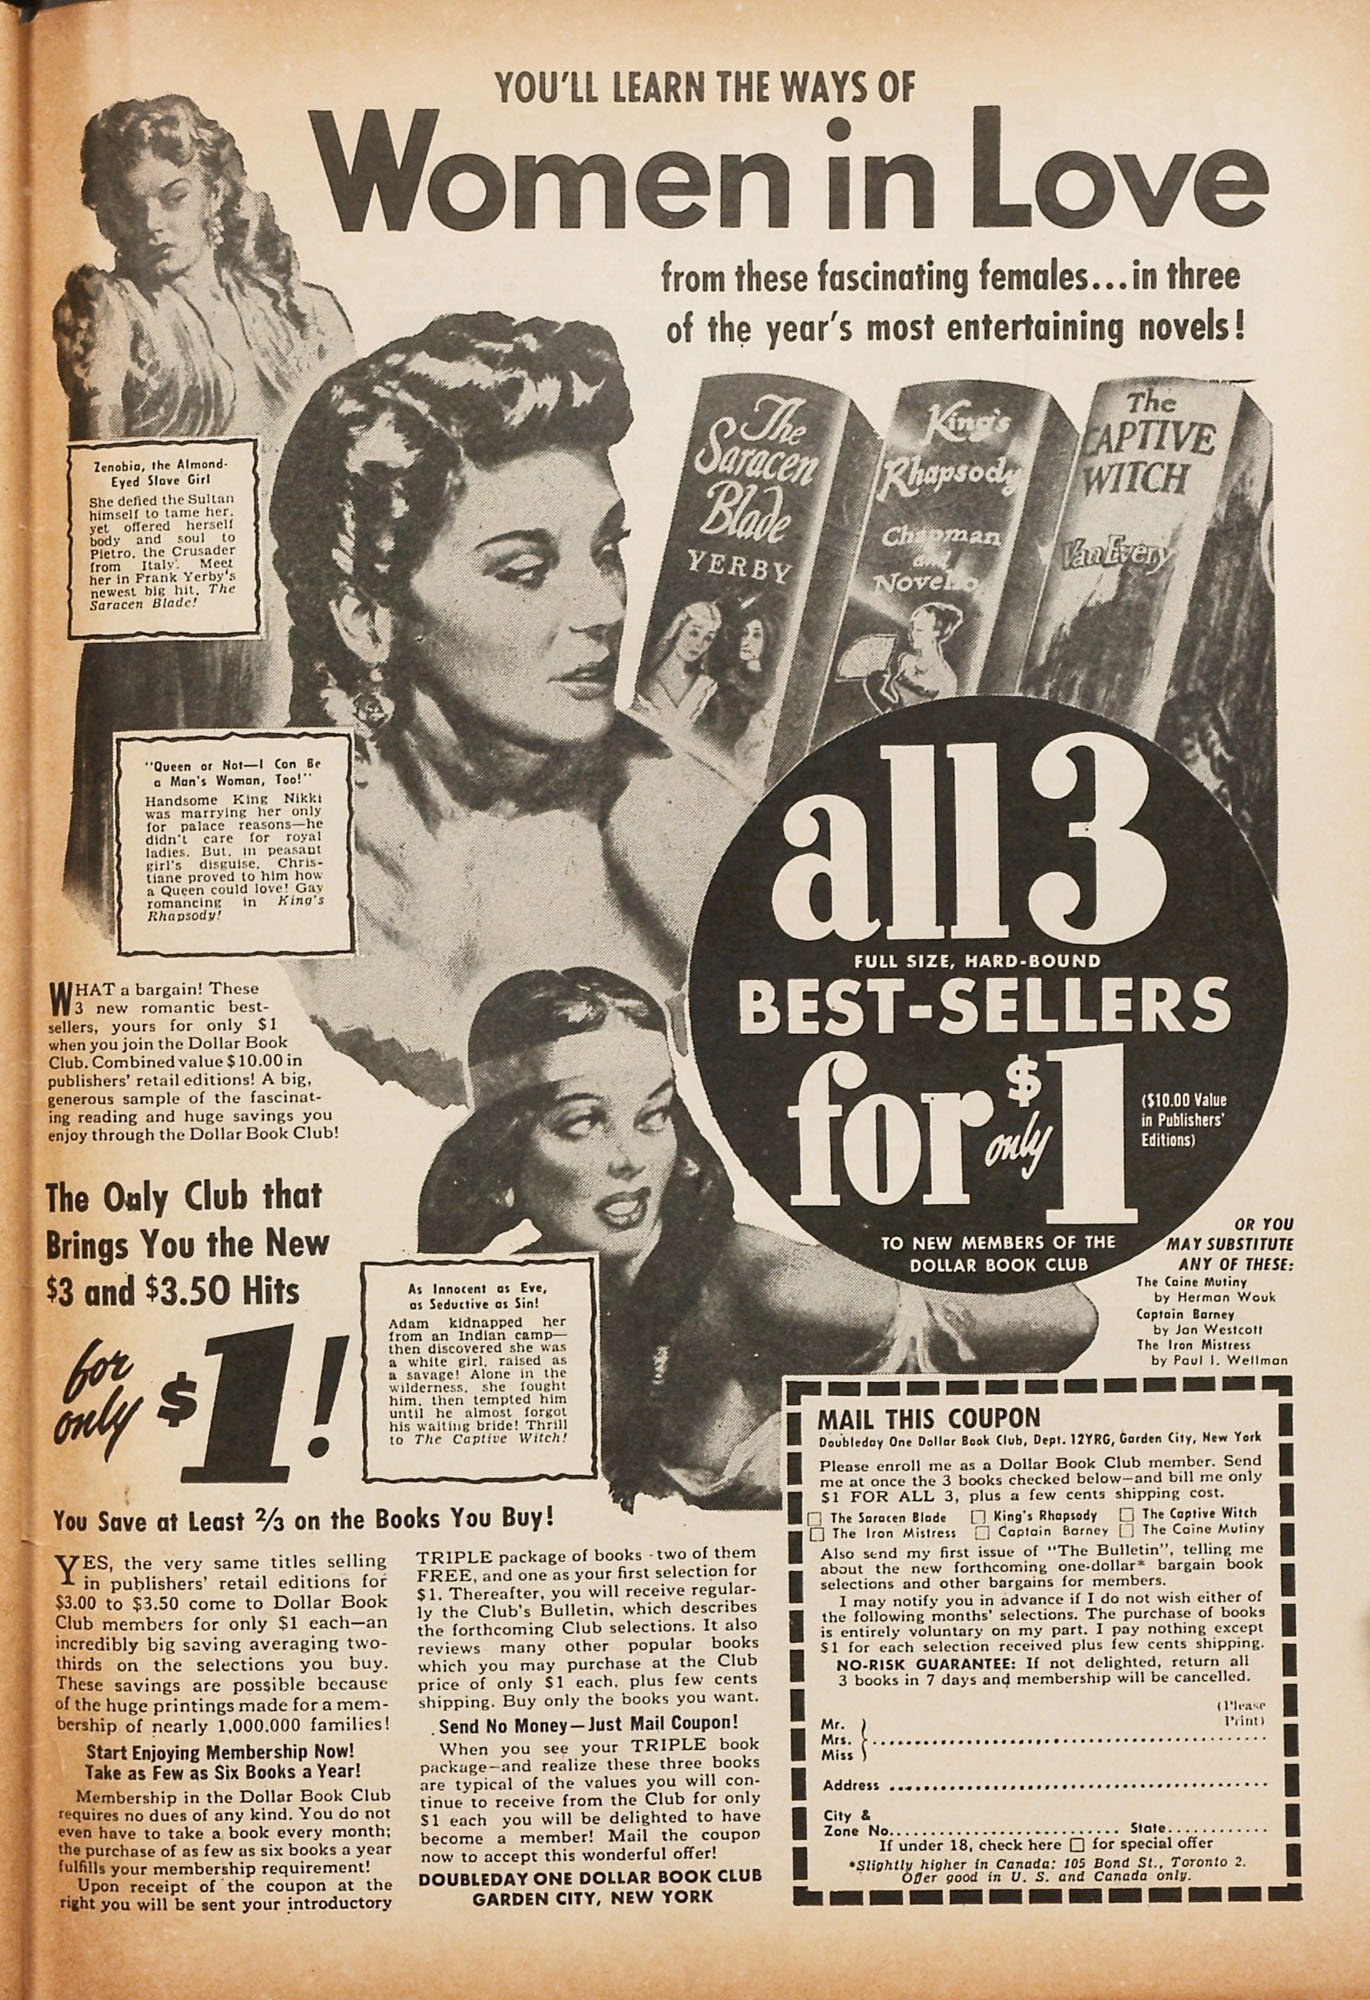 YOU'LL LEARN THE WAYS OF
Women in Love
from these fascinating females...in three
of the year's most entertaining novels!
The
Saracen
Blade
YERBY
King's
Rhapsody
Chapman
and
Novello
The
CAPTIVE
WITCH
Van Every
Zenobia, the Almond-
Eyed Slave Girl
She defied the Sultan
himself to tame her,
yet offered herself
body and soul to
Pietro, the Crusader
from Italy. Meet
her in Frank Yerby's
newest big hit, The
Saracen Blade!
"Queen or Not—I Can Be
a Man's Woman, Too!"
Handsome King Nikki
was marrying her only
for palace reasons—he
didn't care for royal
ladies. But, in peasant
girl's disguise, Chris-
tiane proved to him how
a Queen could love! Gay
romancing in King's
Rhapsody!
all 3
FULL SIZE, HARD-BOUND
BEST-SELLERS
for only $1
($10.00 Value
in Publishers'
Editions)
TO NEW MEMBERS OF THE
DOLLAR BOOK CLUB
OR YOU
MAY SUBSTITUTE
ANY OF THESE:
The Caine Mutiny
by Herman Wouk
Captain Barney
by Jan Westcott
The Iron Mistress
by Paul I. Wellman
WHAT a bargain! These
3 new romantic best-
sellers, yours for only $1
when you join the Dollar Book
Club. Combined value $10.00 in
publishers' retail editions! A big,
generous sample of the fascinat-
ing reading and huge savings you
enjoy through the Dollar Book Club!
The Only Club that
Brings You the New
$3 and $3.50 Hits
for
only $1!
As Innocent as Eve,
as Seductive as Sin!
Adam kidnapped her
from an Indian camp—
then discovered she was
a white girl, raised as
a savage! Alone in the
wilderness, she fought
him, then tempted him
until he almost forgot
his waiting bride! Thrill
to The Captive Witch!
You Save at Least 2/3 on the Books You Buy!
YES, the very same titles selling
in publishers' retail editions for
$3.00 to $3.50 come to Dollar Book
Club members for only $1 each—an
incredibly big saving averaging two-
thirds on the selections you buy.
These savings are possible because
of the huge printings made for a mem-
bership of nearly 1,000,000 families!
Start Enjoying Membership Now!
Take as Few as Six Books a Year!
Membership in the Dollar Book Club
requires no dues of any kind. You do not
even have to take a book every month;
the purchase of as few as six books a year
fulfills your membership requirement!
Upon receipt of the coupon at the
right you will be sent your introductory
TRIPLE package of books - two of them
FREE, and one as your first selection for
$1. Thereafter, you will receive regular-
ly the Club's Bulletin, which describes
the forthcoming Club selections. It also
reviews many other popular books
which you may purchase at the Club
price of only $1 each, plus few cents
shipping. Buy only the books you want.
Send No Money—Just Mail Coupon!
When you see your TRIPLE book
package—and realize these three books
are typical of the values you will con-
tinue to receive from the Club for only
$1 each you will be delighted to have
become a member! Mail the coupon
now to accept this wonderful offer!
DOUBLEDAY ONE DOLLAR BOOK CLUB
GARDEN CITY, NEW YORK
MAIL THIS COUPON
Doubleday One Dollar Book Club, Dept. 12YRG, Garden City, New York
Please enroll me as a Dollar Book Club member. Send
me at once the 3 books checked below—and bill me only
$1 FOR ALL 3, plus a few cents shipping cost.
☐ The Saracen Blade ☐ King's Rhapsody ☐ The Captive Witch
☐ The Iron Mistress ☐ Captain Barney ☐ The Caine Mutiny
Also send my first issue of "The Bulletin", telling me
about the new forthcoming one-dollar* bargain book
selections and other bargains for members.
I may notify you in advance if I do not wish either of
the following months' selections. The purchase of books
is entirely voluntary on my part. I pay nothing except
$1 for each selection received plus few cents shipping.
NO-RISK GUARANTEE: If not delighted, return all
3 books in 7 days and membership will be cancelled.
(Please
Print)
Mr.
Mrs.
Miss
Address
City &
Zone No. State
If under 18, check here ☐ for special offer
*Slightly higher in Canada: 105 Bond St., Toronto 2.
Offer good in U. S. and Canada only.